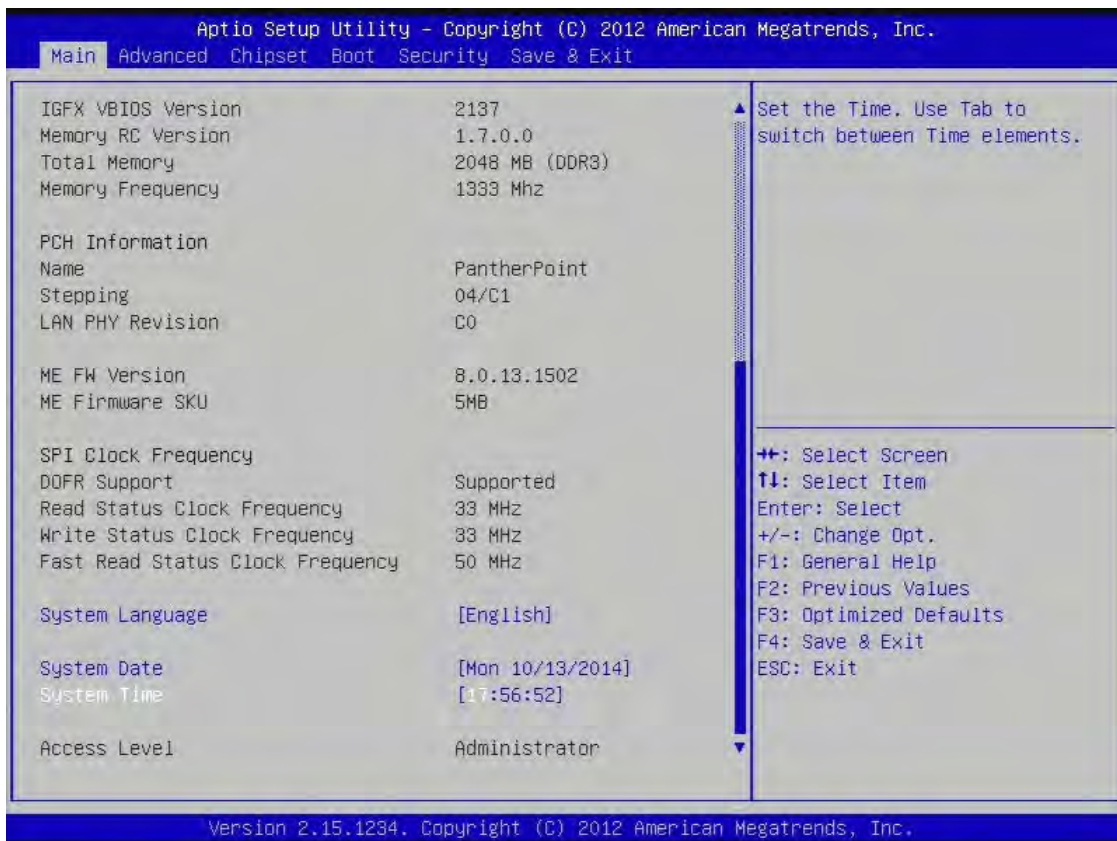 Aptio Setup Utility - Copyright (C) 2012 American Megatrends, Inc.
Main Advanced Chipset Boot Security Save & Exit
IGFX VBIOS Version 2137
Memory RC Version 1.7.0.0
Total Memory 2048 MB (DDR3)
Memory Frequency 1333 Mhz
PCH Information
Name PantherPoint
Stepping 04/C1
LAN PHY Revision C0
ME FW Version 8.0.13.1502
ME Firmware SKU 5MB
SPI Clock Frequency
DOFR Support Supported
Read Status Clock Frequency 33 MHz
Write Status Clock Frequency 33 MHz
Fast Read Status Clock Frequency 50 MHz
System Language [English]
System Date [Mon 10/13/2014]
System Time [17:56:52]
Access Level Administrator
Set the Time. Use Tab to
switch between Time elements.
→←: Select Screen
↑↓: Select Item
Enter: Select
+/-: Change Opt.
F1: General Help
F2: Previous Values
F3: Optimized Defaults
F4: Save & Exit
ESC: Exit
Version 2.15.1234. Copyright (C) 2012 American Megatrends, Inc.